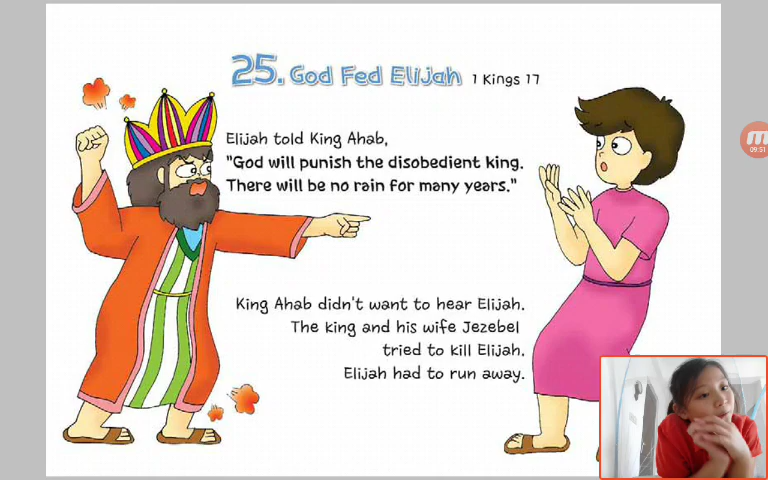 25. God Fed Elijah 1 Kings 17
Elijah told King Ahab,
"God will punish the disobedient king.
There will be no rain for many years."
King Ahab didn't want to hear Elijah.
The king and his wife Jezebel
tried to kill Elijah.
Elijah had to run away.
09:51